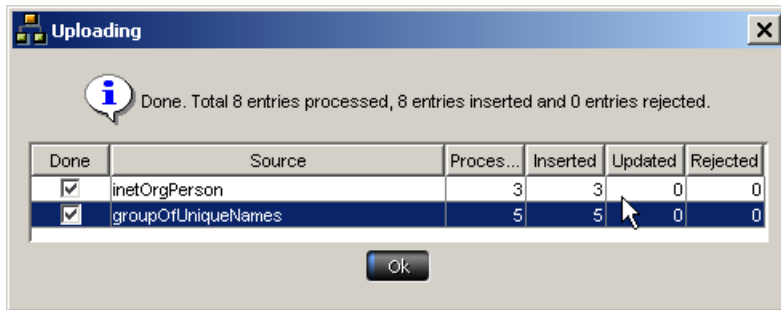 Uploading
Done. Total 8 entries processed, 8 entries inserted and 0 entries rejected.
Done Source Proces... Inserted Updated Rejected
inetOrgPerson 3 3 0 0
groupOfUniqueNames 5 5 0 0
Ok